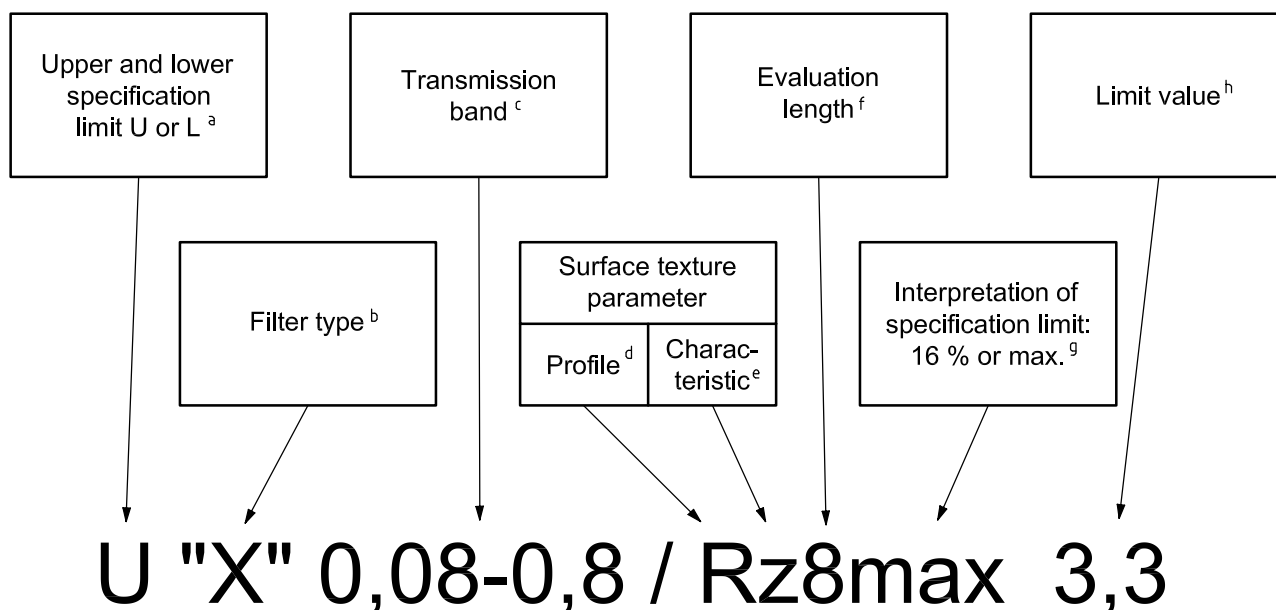 Upper and lower
specification
limit U or L a
Transmission
band c
Evaluation
length f
Limit value h
Filter type b
Surface texture
parameter
Profile d
Charac-
teristic e
Interpretation of
specification limit:
16 % or max. g
U "X" 0,08-0,8 / Rz8max 3,3